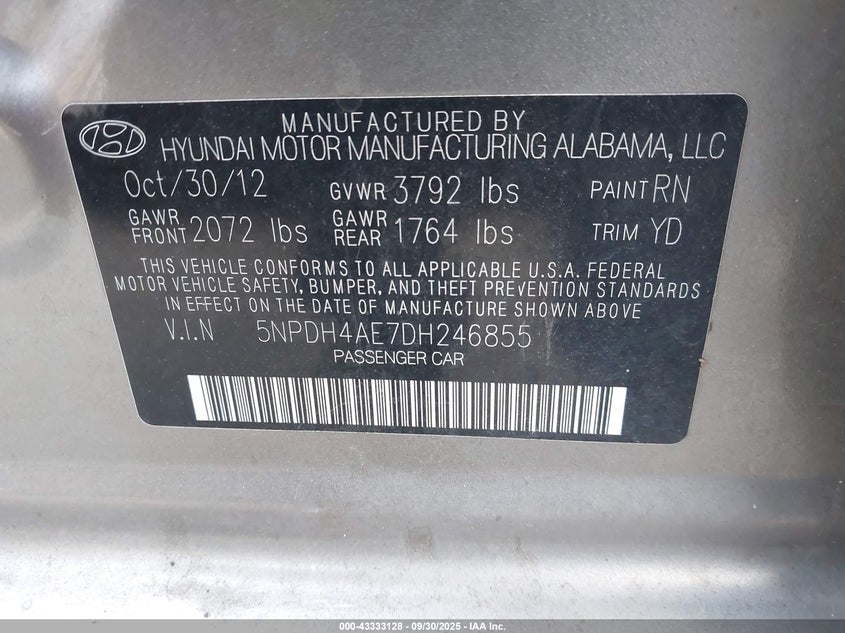 MANUFACTURED BY
HYUNDAI MOTOR MANUFACTURING ALABAMA, LLC
Oct/30/12 GVWR 3792 lbs PAINT RN
GAWR FRONT 2072 lbs GAWR REAR 1764 lbs TRIM YD
THIS VEHICLE CONFORMS TO ALL APPLICABLE U.S.A. FEDERAL
MOTOR VEHICLE SAFETY, BUMPER, AND THEFT PREVENTION STANDARDS
IN EFFECT ON THE DATE OF MANUFACTURE SHOWN ABOVE
V.I.N 5NPDH4AE7DH246855
PASSENGER CAR
000-43333128 - 09/30/2025 - IAA Inc.